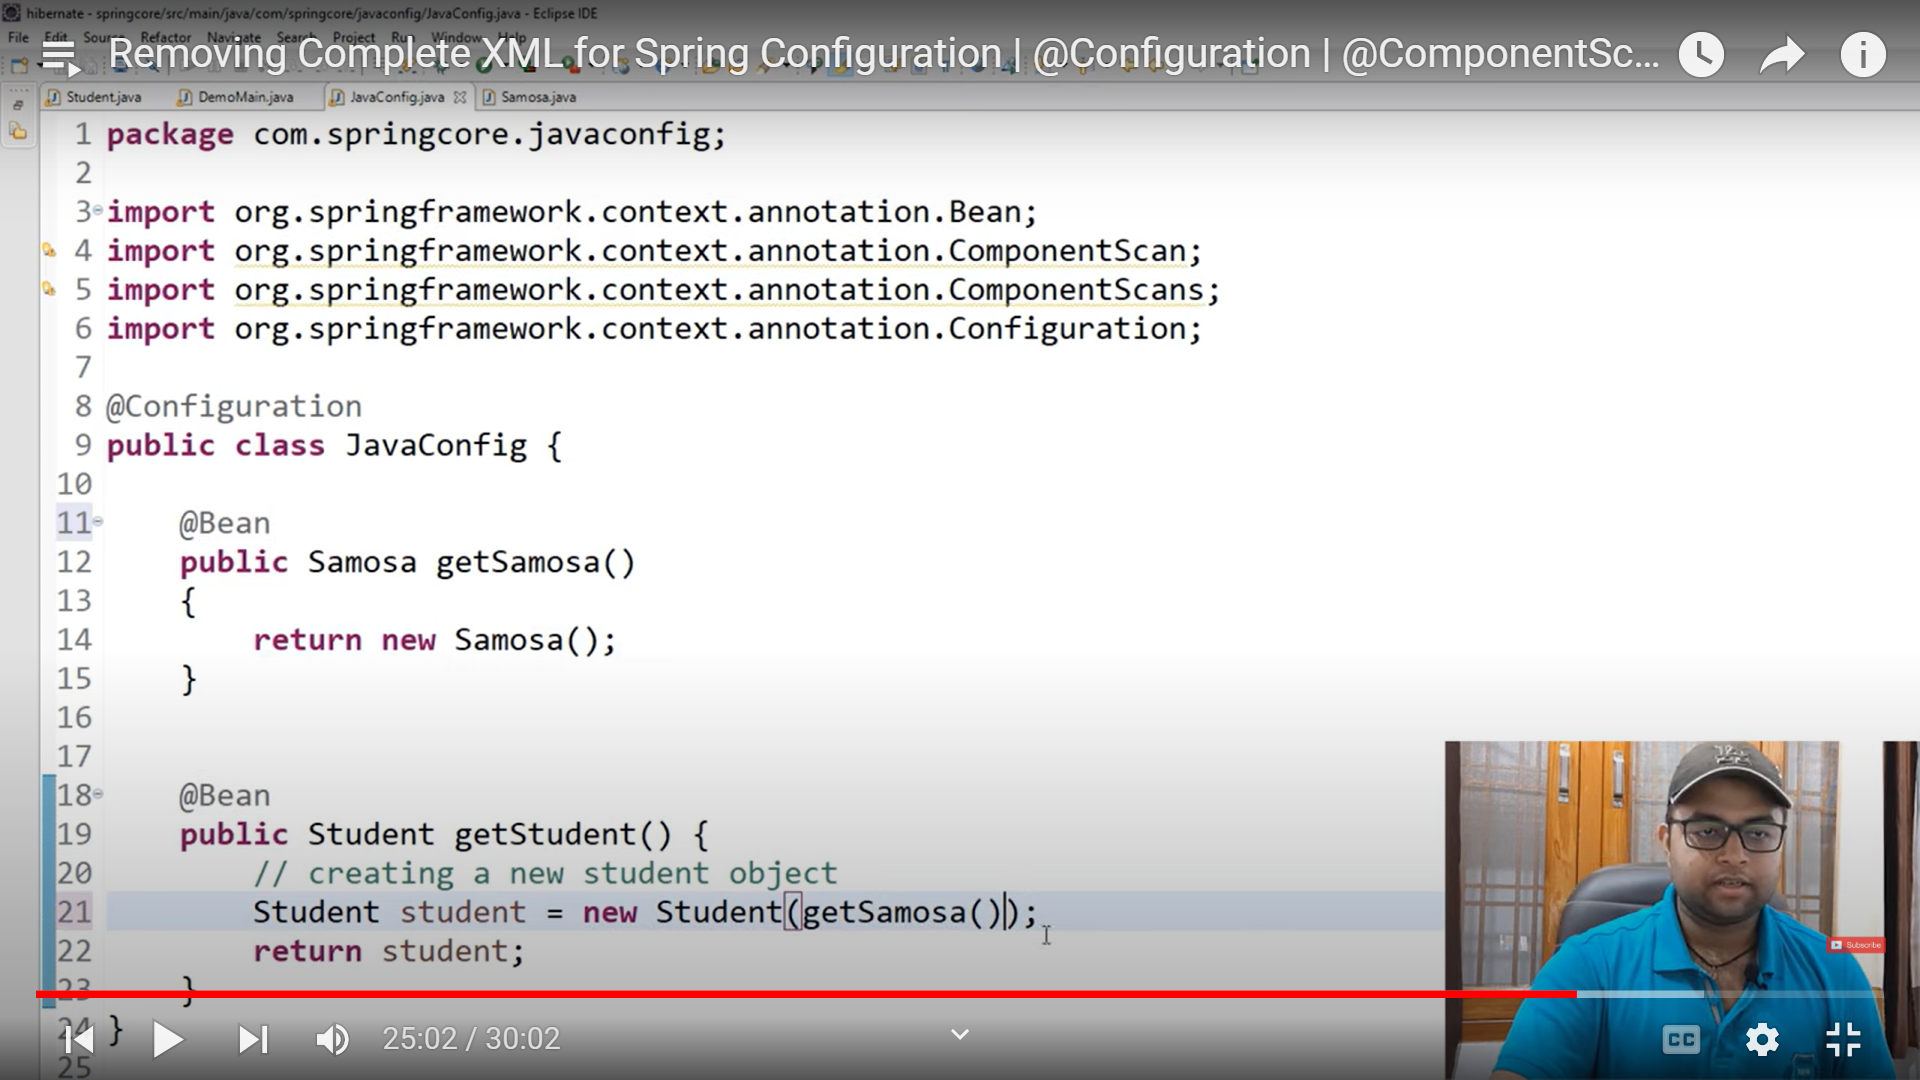 hibernate - springcore/src/main/java/com/springcore/javaconfig/JavaConfig.java - Eclipse IDE
File Edit Source Refactor Navigate Search Project Run Window Help
Removing Complete XML for Spring Configuration | @Configuration | @ComponentSc...
Student.java DemoMain.java JavaConfig.java Samosa.java
1 package com.springcore.javaconfig;
2
3 import org.springframework.context.annotation.Bean;
4 import org.springframework.context.annotation.ComponentScan;
5 import org.springframework.context.annotation.ComponentScans;
6 import org.springframework.context.annotation.Configuration;
7
8 @Configuration
9 public class JavaConfig {
10
11 @Bean
12 public Samosa getSamosa()
13 {
14 return new Samosa();
15 }
16
17
18 @Bean
19 public Student getStudent() {
20 // creating a new student object
21 Student student = new Student(getSamosa());
22 return student;
23 }
24 }
25
Subscribe
25:02 / 30:02
CC